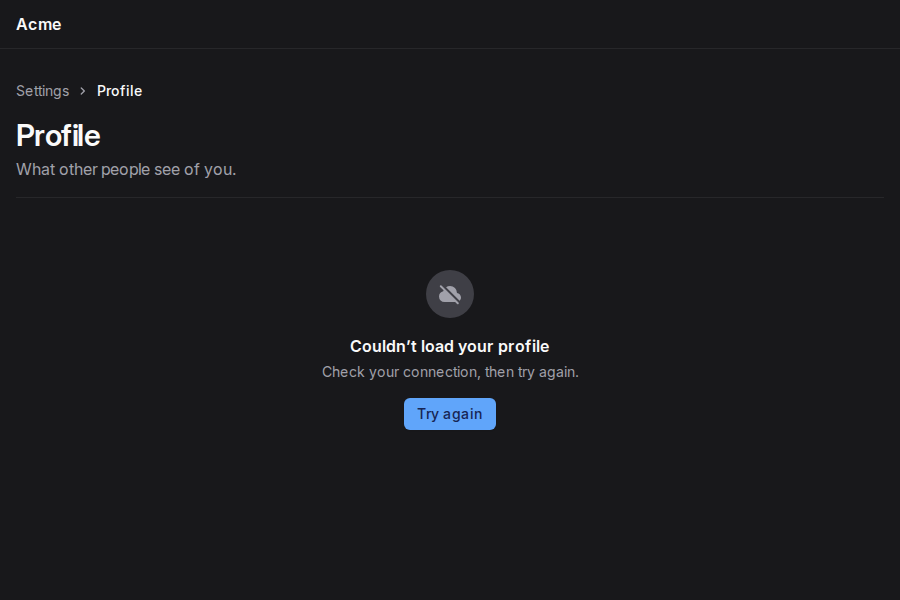 Acme
Settings > Profile
Profile
What other people see of you.
Couldn’t load your profile
Check your connection, then try again.
Try again